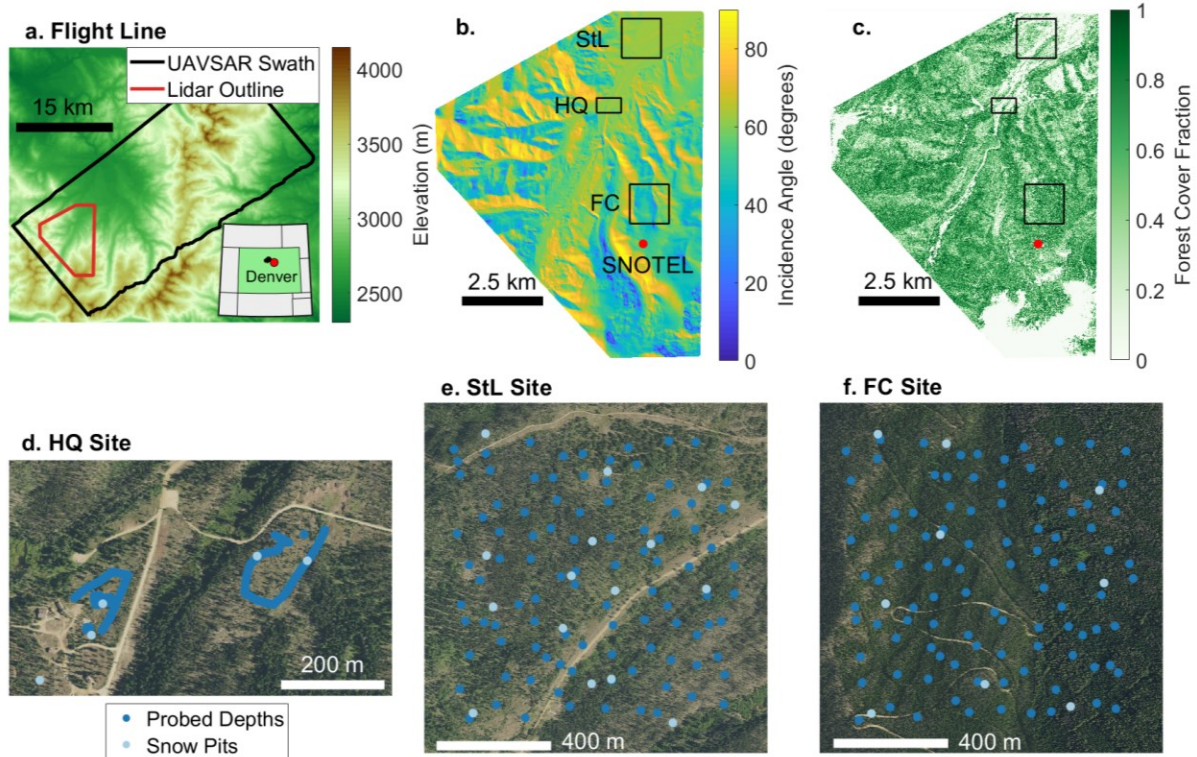 a. Flight Line
UAVSAR Swath
Lidar Outline
15 km
Denver
4000
3500
3000
2500
Elevation (m)
b.
StL
HQ
FC
SNOTEL
2.5 km
80
60
40
20
0
Incidence Angle (degrees)
c.
2.5 km
1
0.8
0.6
0.4
0.2
0
Forest Cover Fraction
d. HQ Site
200 m
Probed Depths
Snow Pits
e. StL Site
400 m
f. FC Site
400 m